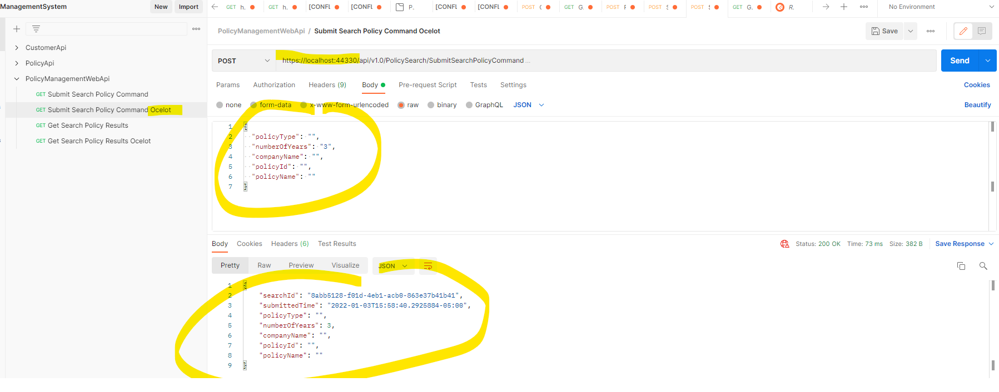 ManagementSystem New Import
GET h. GET h. [CONFL [CONFL P. [CONFL [CONFL POST GET G. POST POST POST GET G. R. No Environment
PolicyManagementWebApi / Submit Search Policy Command Ocelot Save
CustomerApi
PolicyApi
PolicyManagementWebApi
GET Submit Search Policy Command
GET Submit Search Policy Command Ocelot
GET Get Search Policy Results
GET Get Search Policy Results Ocelot
POST https://localhost:44330/api/v1.0/PolicySearch/SubmitSearchPolicyCommand ... Send
Params Authorization Headers (9) Body Pre-request Script Tests Settings Cookies
none form-data x-www-form-urlencoded raw binary GraphQL JSON Beautify
1 {
2 "policyType": "",
3 "numberOfYears": "3",
4 "companyName": "",
5 "policyId": "",
6 "policyName": ""
7 }
Body Cookies Headers (6) Test Results Status: 200 OK Time: 73 ms Size: 382 B Save Response
Pretty Raw Preview Visualize JSON
1 {
2 "searchId": "8abb5128-f01d-4eb1-acb0-863e37b41b41",
3 "submittedTime": "2022-01-03T15:58:40.2925884-05:00",
4 "policyType": "",
5 "numberOfYears": 3,
6 "companyName": "",
7 "policyId": "",
8 "policyName": ""
9 }